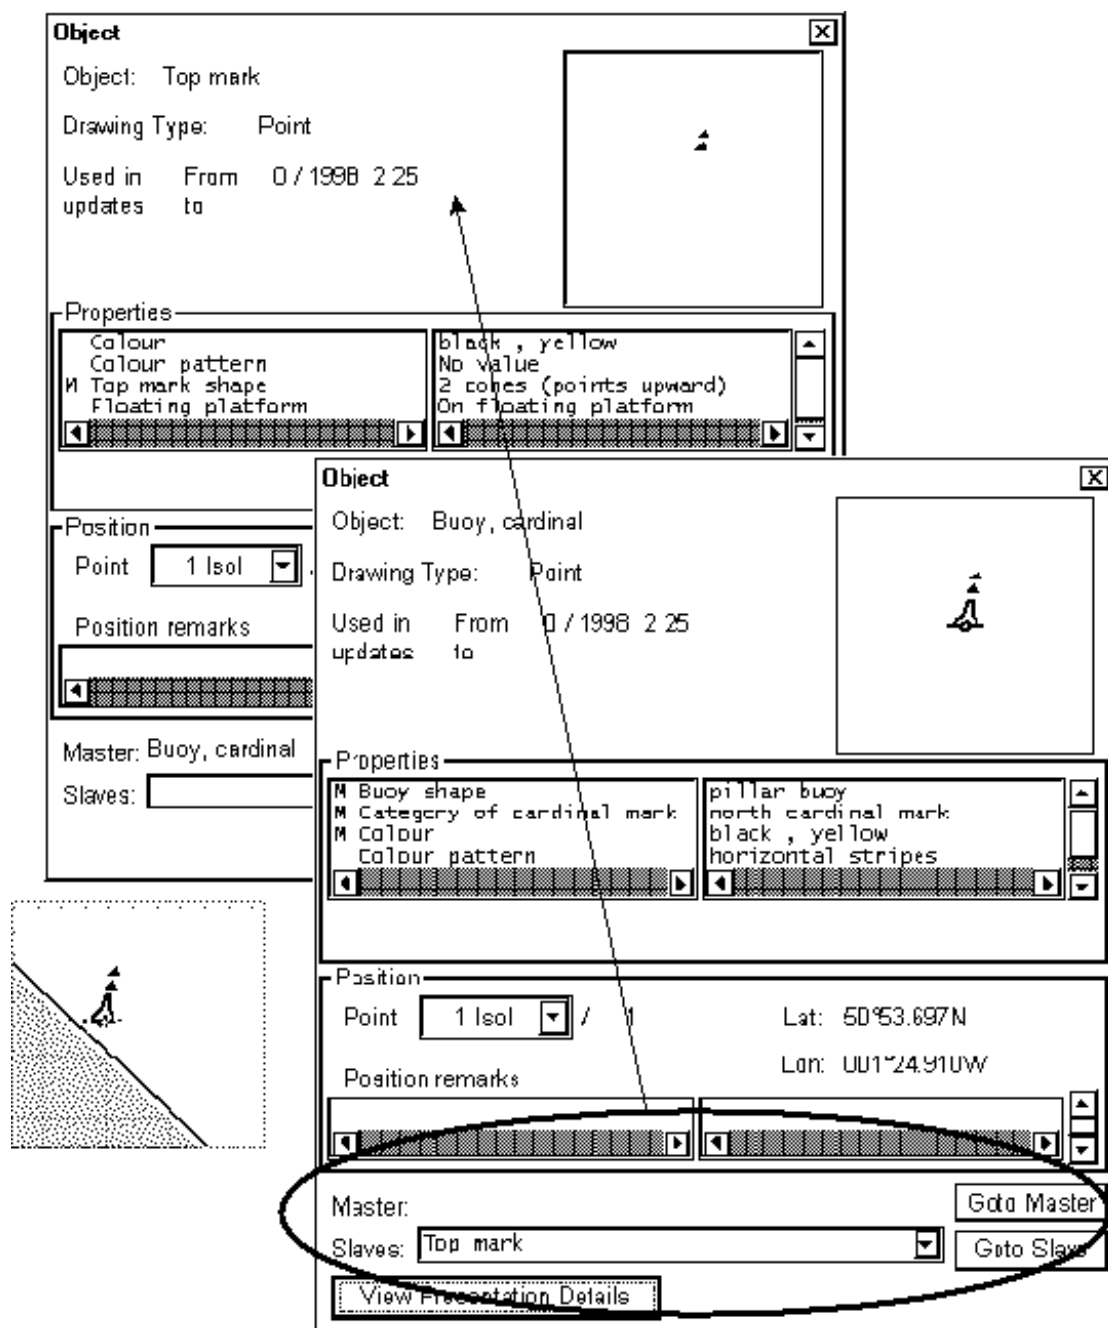 Object
Object: Top mark
Drawing Type: Point
Used in From 0 / 1998 2 25
updates to
Properties
Colour black , yellow
Colour pattern No value
M Top mark shape 2 cones (points upward)
Floating platform On floating platform
Position
Point 1 Isol
Position remarks
Master: Buoy, cardinal
Slaves:
Object
Object: Buoy, cardinal
Drawing Type: Point
Used in From 0 / 1998 2 25
updates to
Properties
M Buoy shape pillar buoy
M Category of cardinal mark north cardinal mark
M Colour black , yellow
Colour pattern horizontal stripes
Position
Point 1 Isol / 1 Lat: 50°53.697N
Lon: 001°24.910W
Position remarks
Master: Goto Master
Slaves: Top mark Goto Slave
View Presentation Details